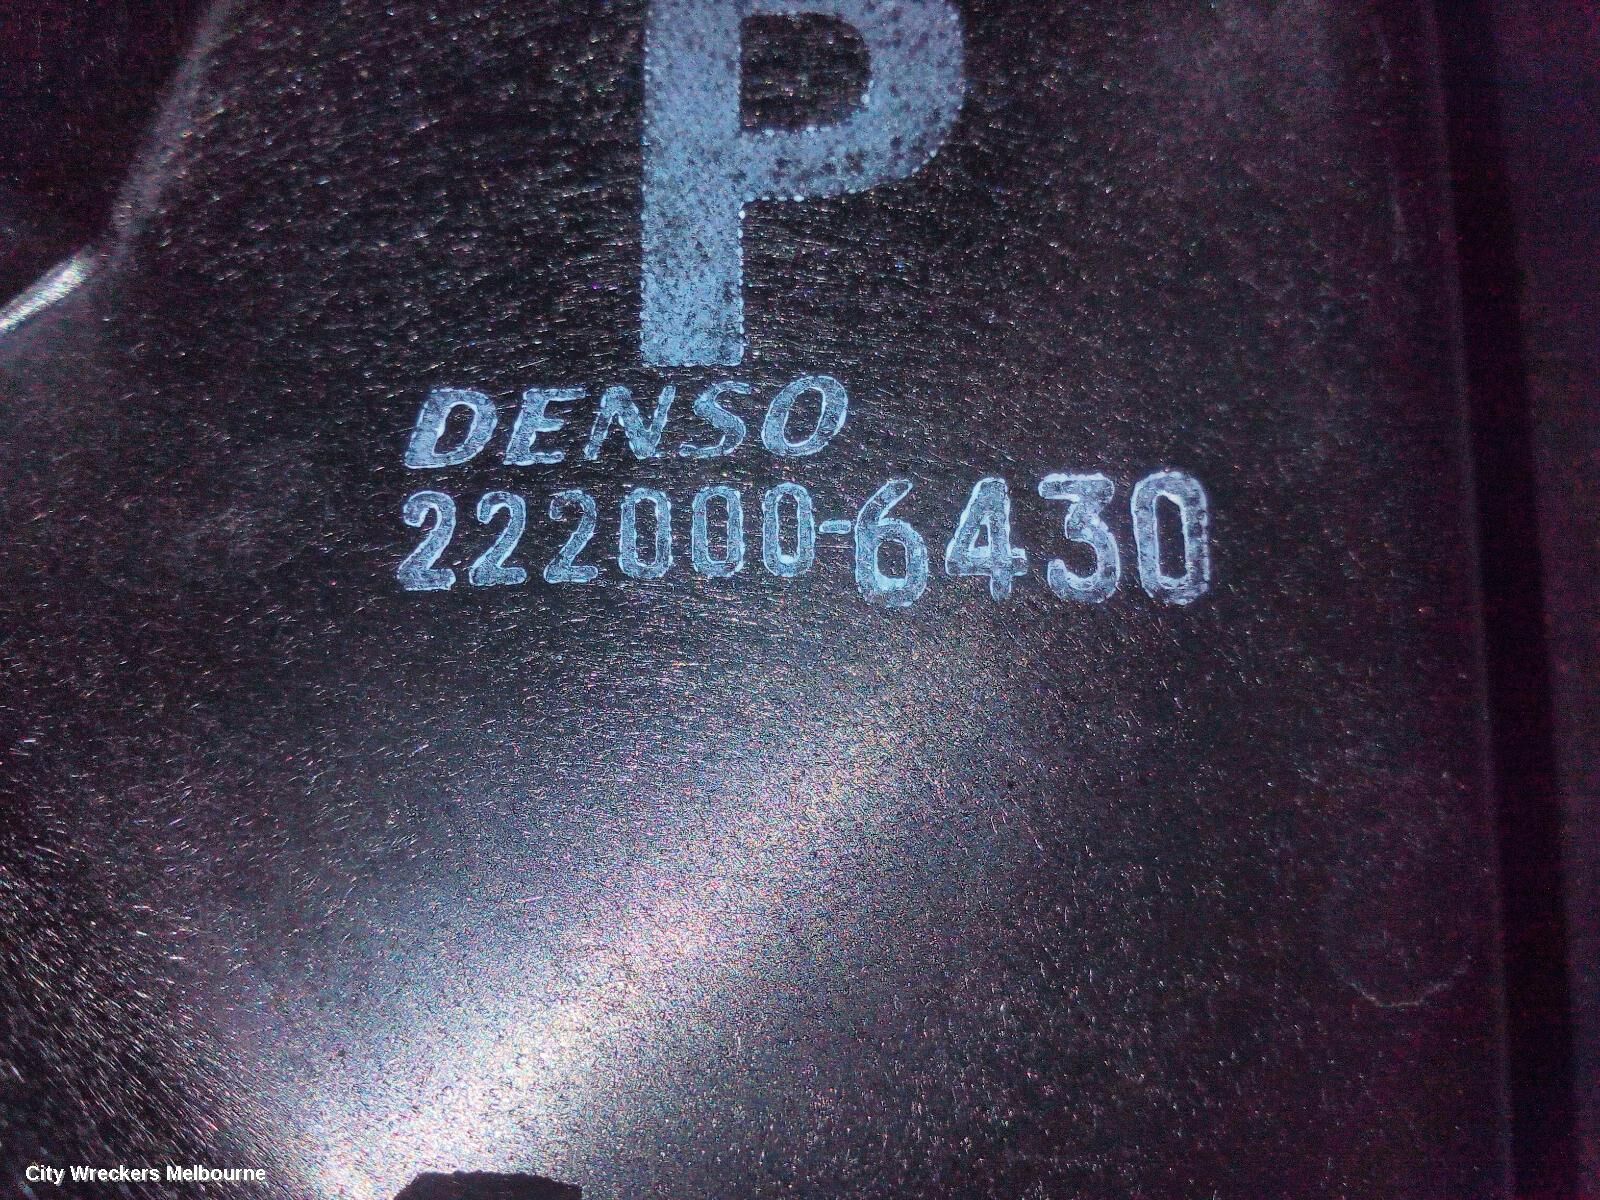 P
DENSO
222000-6430
City Wreckers Melbourne